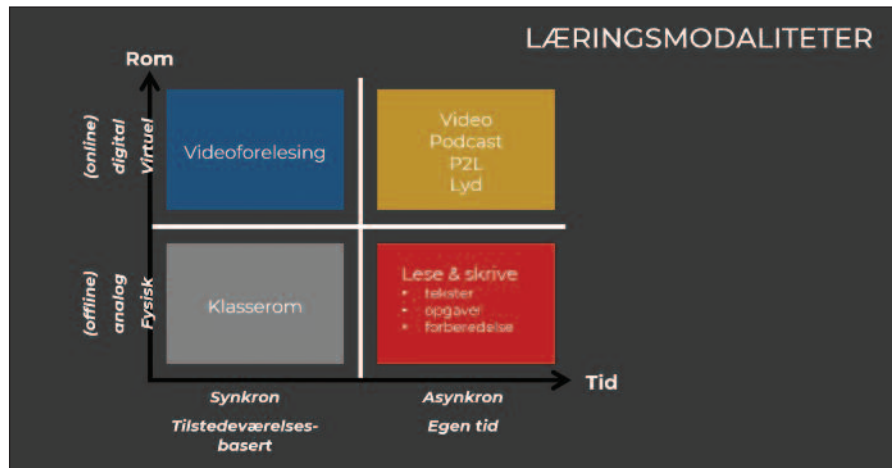 LÆRINGSMODALITETER
Rom
(online)
digital
Virtuel
Videoforelesing
Video
Podcast
P2L
Lyd
(offline)
analog
Fysisk
Klasserom
Lese & skrive
• tekster
• opgaver
• forberedelse
Tid
Synkron
Tilstedeværelses-
basert
Asynkron
Egen tid